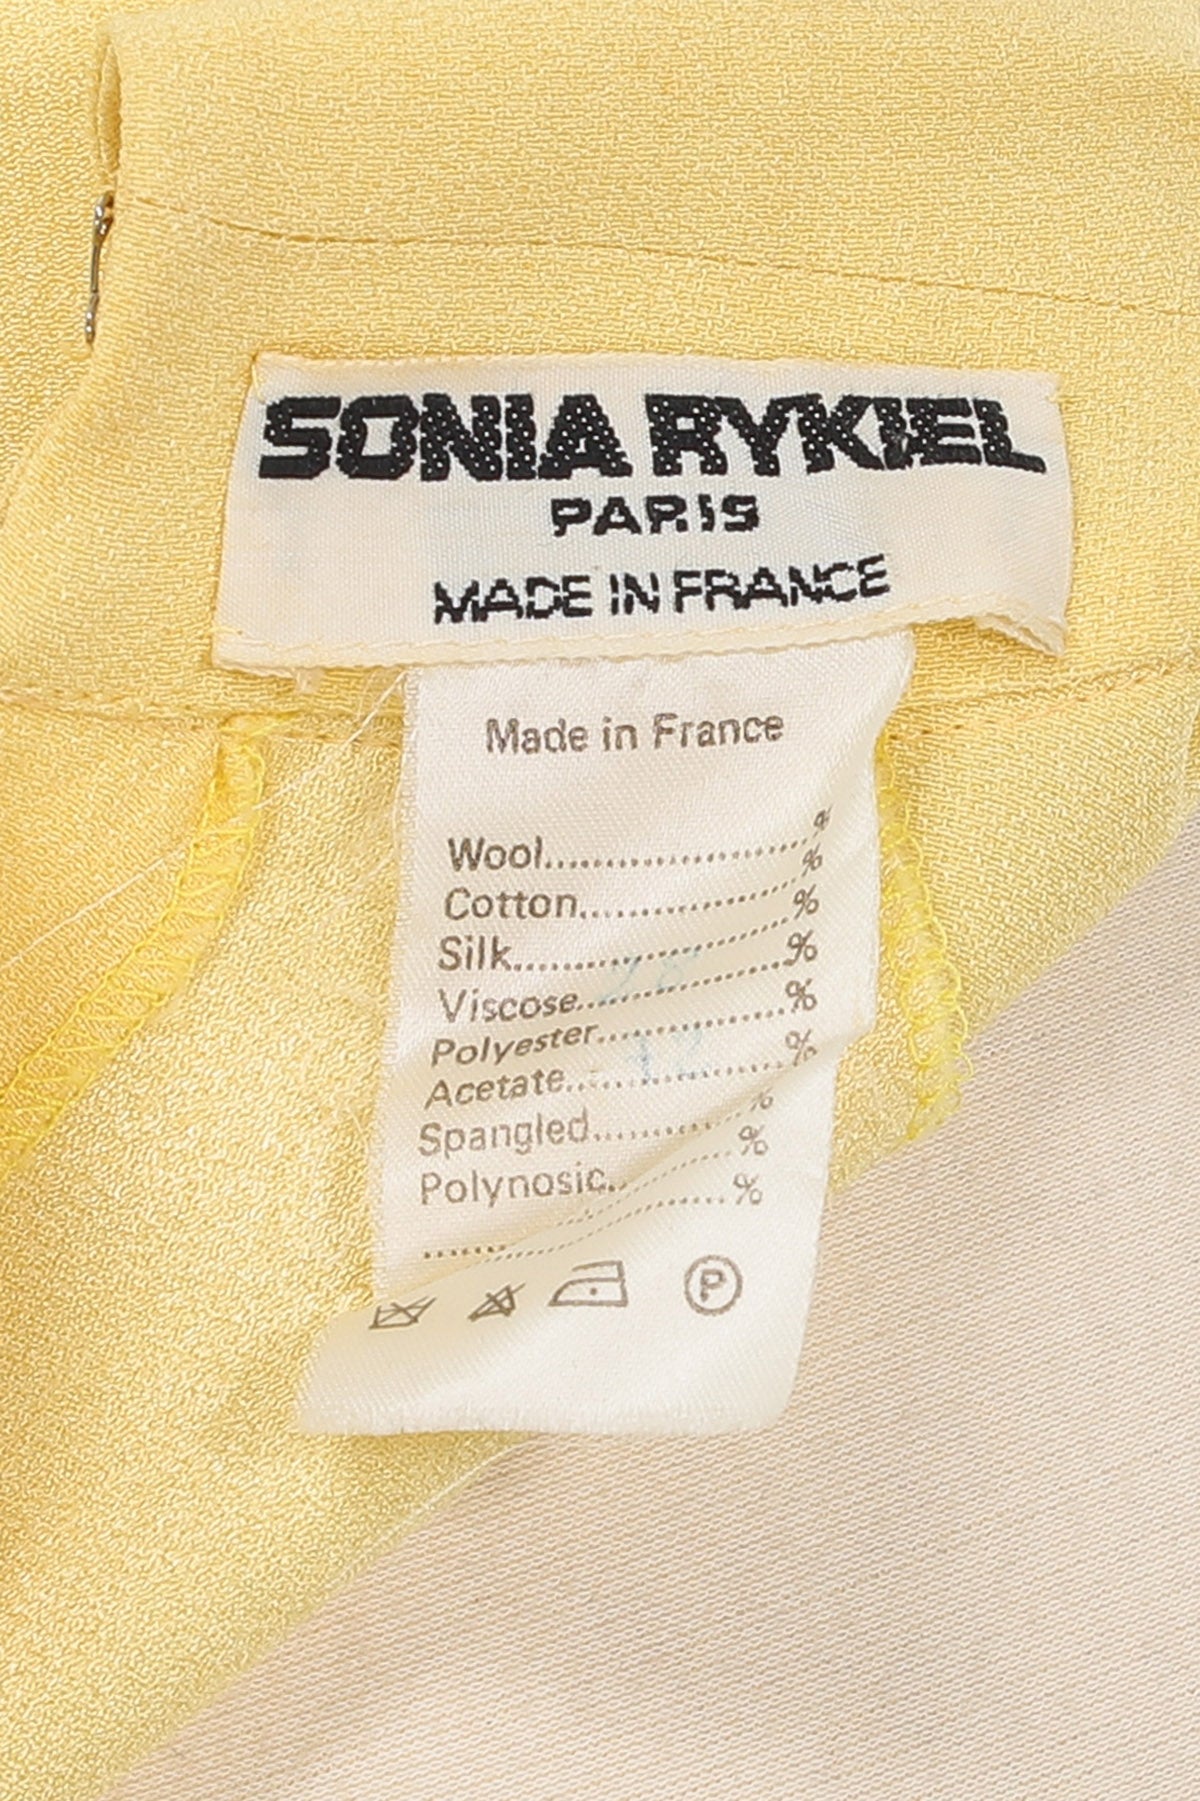 SONIA RYKIEL
PARIS
MADE IN FRANCE
Made in France
Wool..........................%
Cotton........................%
Silk..........................%
Viscose.......................%
Polyester.....................%
Acetate.......................%
Spangled......................%
Polynosic.....................%
..............................%
P